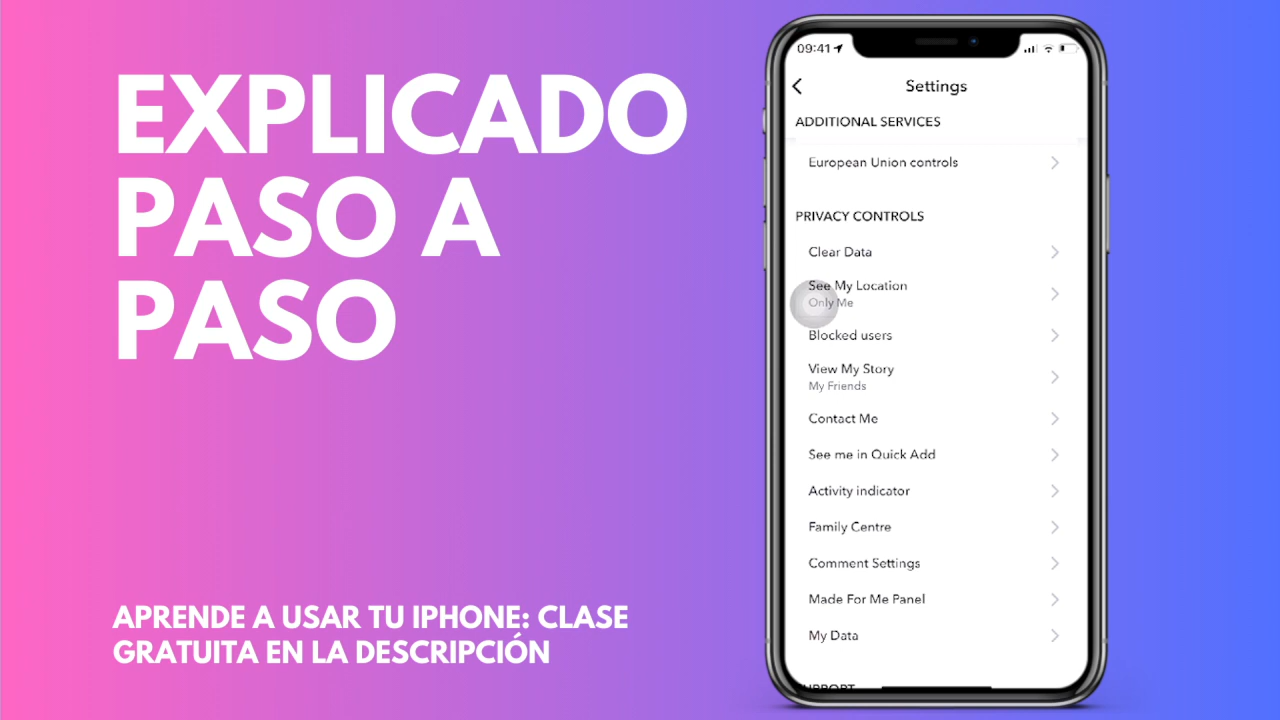 EXPLICADO
PASO A
PASO
APRENDE A USAR TU IPHONE: CLASE
GRATUITA EN LA DESCRIPCIÓN
09:41
Settings
ADDITIONAL SERVICES
European Union controls
PRIVACY CONTROLS
Clear Data
See My Location
Only Me
Blocked users
View My Story
My Friends
Contact Me
See me in Quick Add
Activity indicator
Family Centre
Comment Settings
Made For Me Panel
My Data
SUPPORT